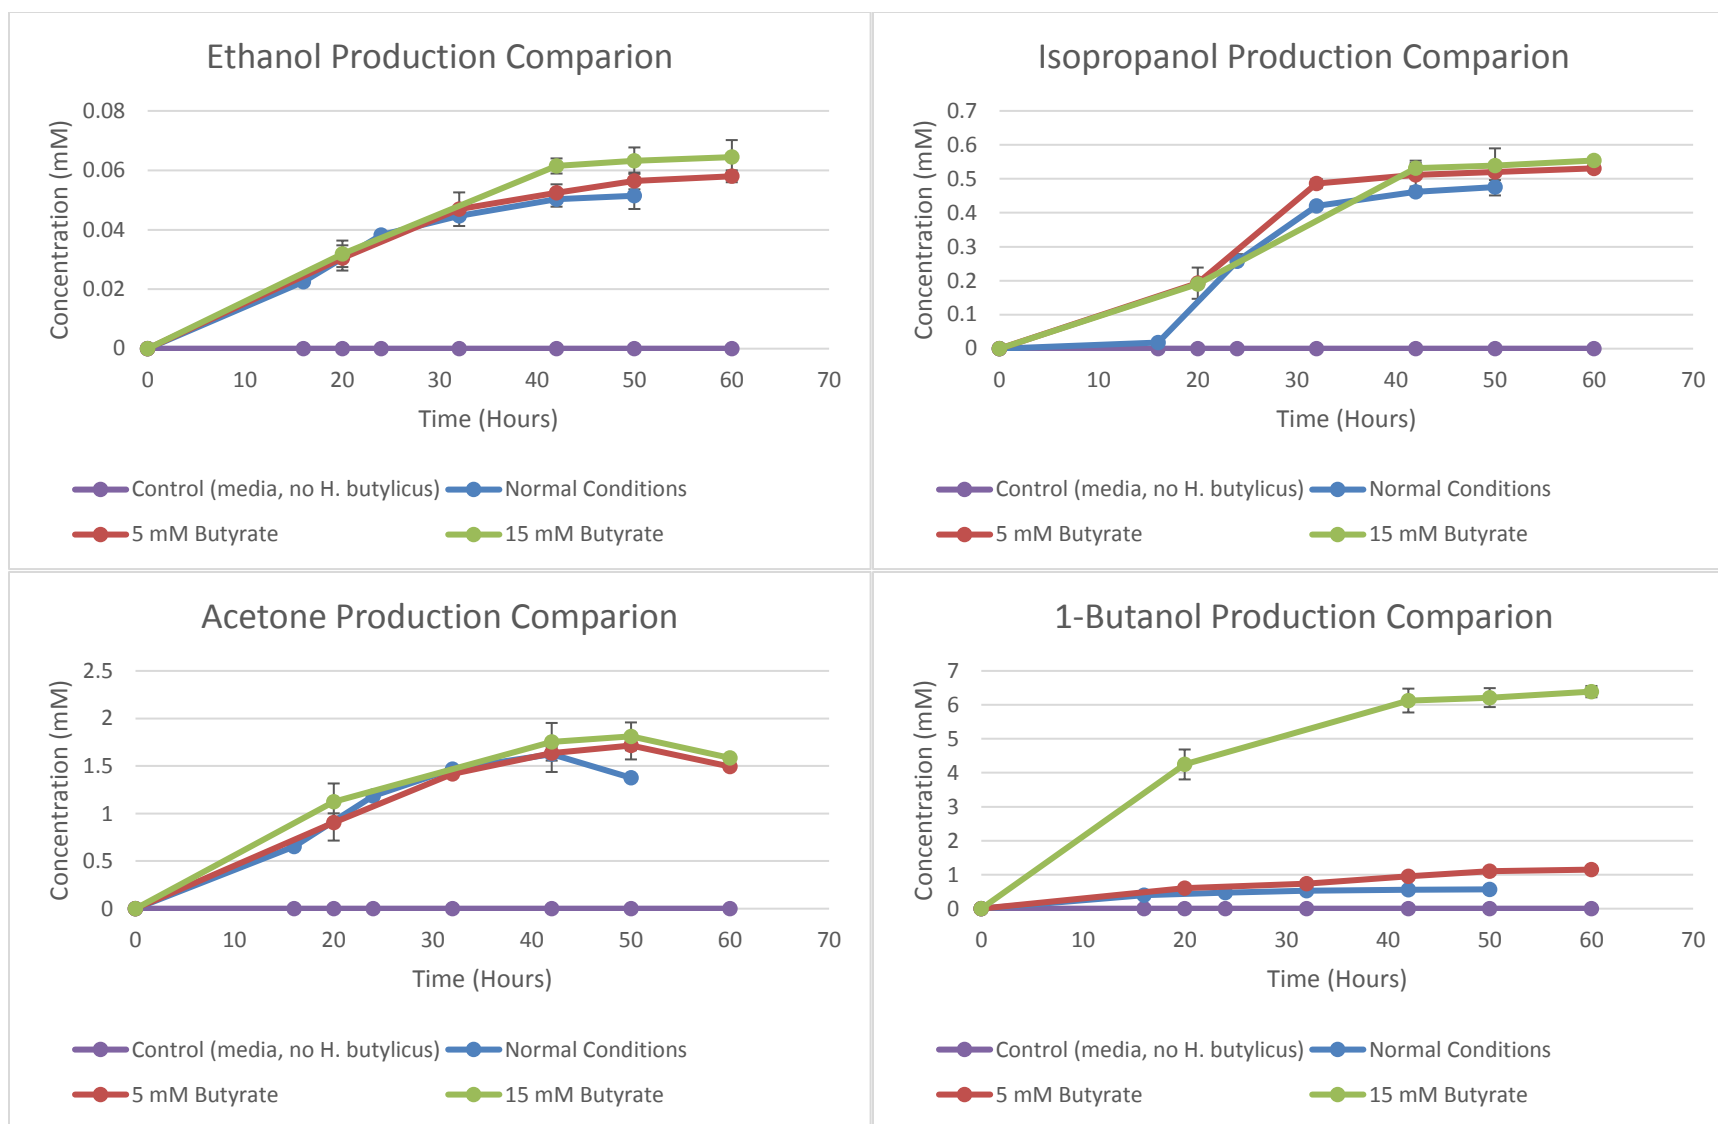 Ethanol Production Comparion
Concentration (mM)
0.08
0.06
0.04
0.02
0
0 10 20 30 40 50 60 70
Time (Hours)
Control (media, no H. butylicus) Normal Conditions
5 mM Butyrate 15 mM Butyrate
Isopropanol Production Comparion
Concentration (mM)
0.7
0.6
0.5
0.4
0.3
0.2
0.1
0
0 10 20 30 40 50 60 70
Time (Hours)
Control (media, no H. butylicus) Normal Conditions
5 mM Butyrate 15 mM Butyrate
Acetone Production Comparion
Concentration (mM)
2.5
2
1.5
1
0.5
0
0 10 20 30 40 50 60 70
Time (Hours)
Control (media, no H. butylicus) Normal Conditions
5 mM Butyrate 15 mM Butyrate
1-Butanol Production Comparion
Concentration (mM)
7
6
5
4
3
2
1
0
0 10 20 30 40 50 60 70
Time (Hours)
Control (media, no H. butylicus) Normal Conditions
5 mM Butyrate 15 mM Butyrate